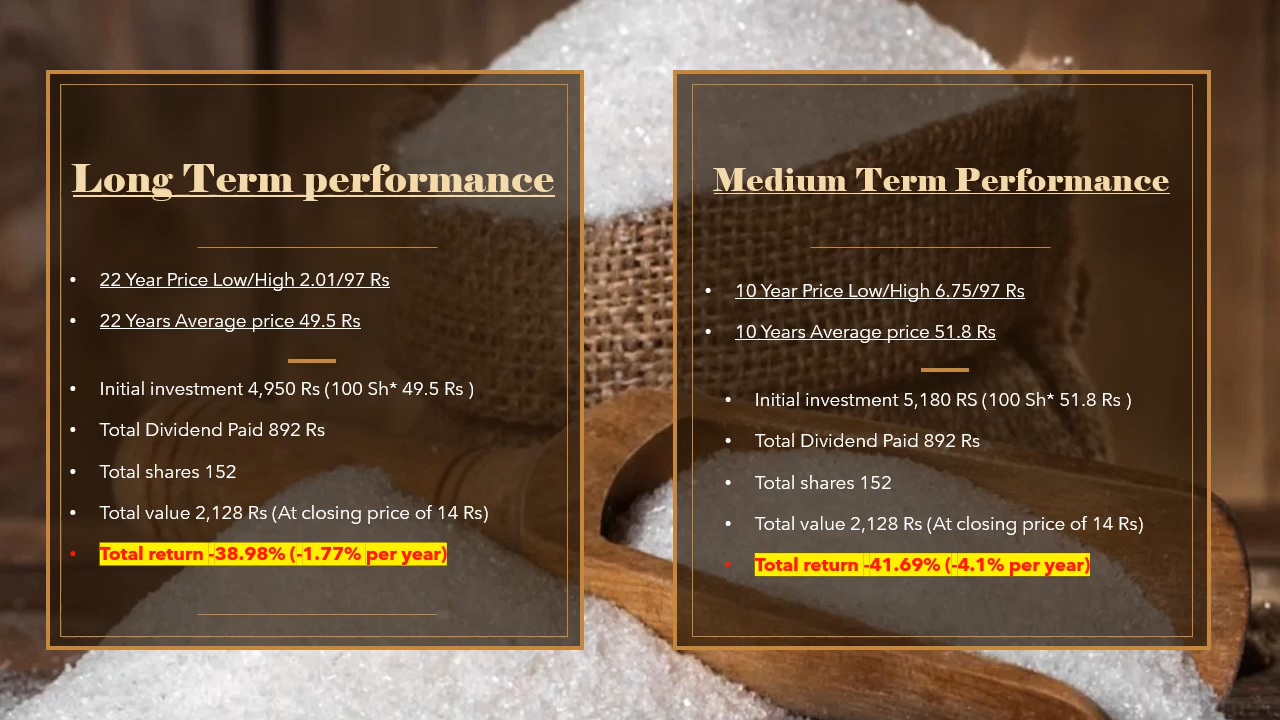 Long Term performance
• 22 Year Price Low/High 2.01/97 Rs
• 22 Years Average price 49.5 Rs
• Initial investment 4,950 Rs (100 Sh* 49.5 Rs )
• Total Dividend Paid 892 Rs
• Total shares 152
• Total value 2,128 Rs (At closing price of 14 Rs)
• Total return -38.98% (-1.77% per year)
Medium Term Performance
• 10 Year Price Low/High 6.75/97 Rs
• 10 Years Average price 51.8 Rs
• Initial investment 5,180 RS (100 Sh* 51.8 Rs )
• Total Dividend Paid 892 Rs
• Total shares 152
• Total value 2,128 Rs (At closing price of 14 Rs)
• Total return -41.69% (-4.1% per year)